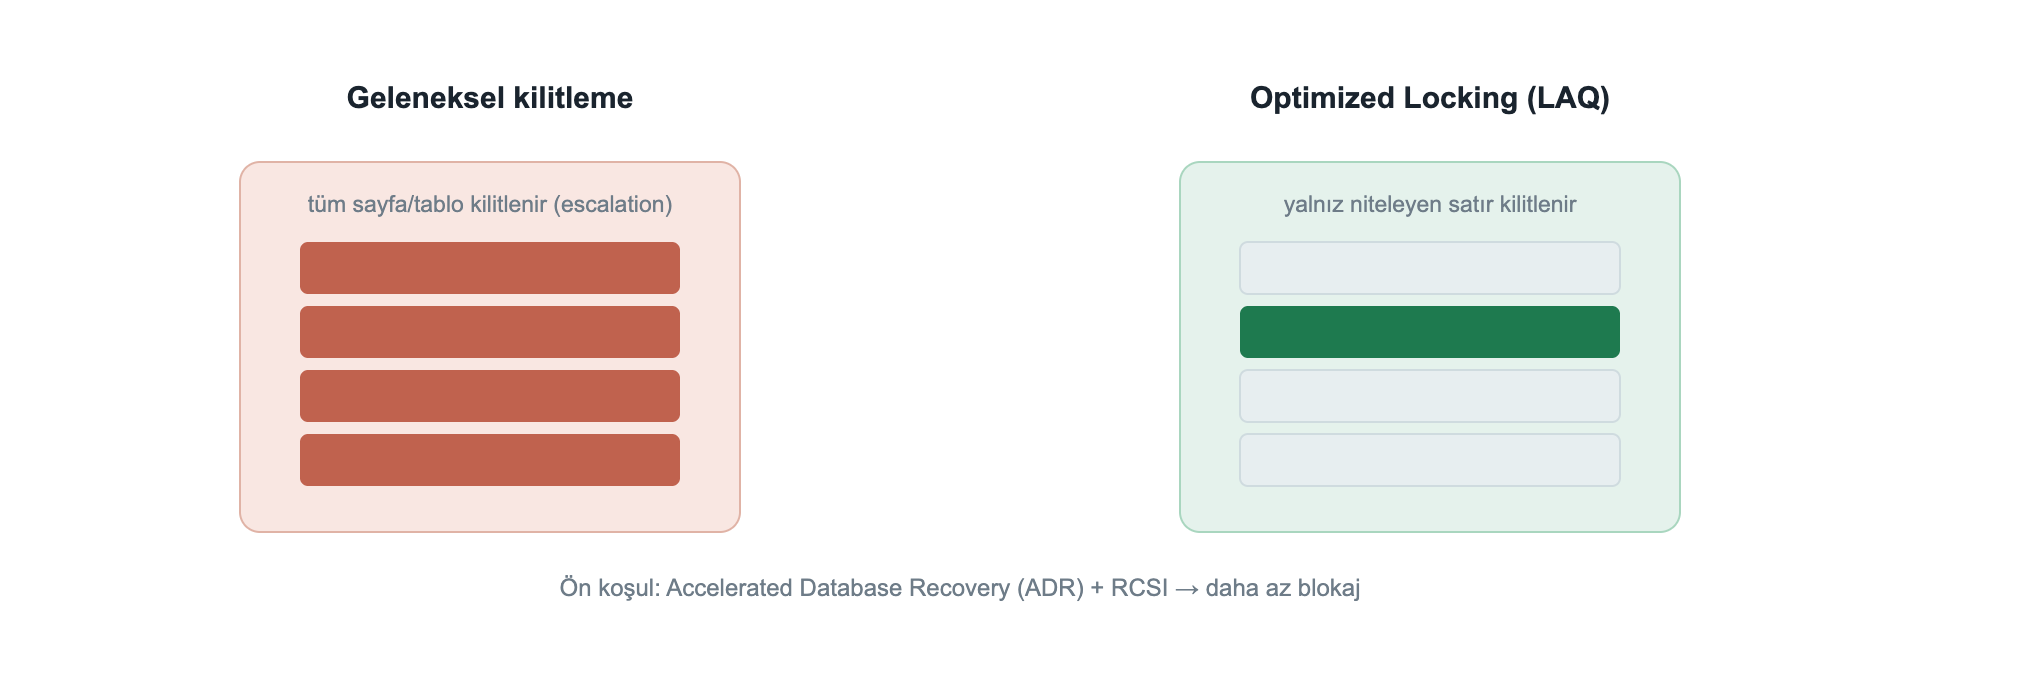 Geleneksel kilitleme
Optimized Locking (LAQ)
tüm sayfa/tablo kilitlenir (escalation)
yalnız niteleyen satır kilitlenir
Ön koşul: Accelerated Database Recovery (ADR) + RCSI → daha az blokaj